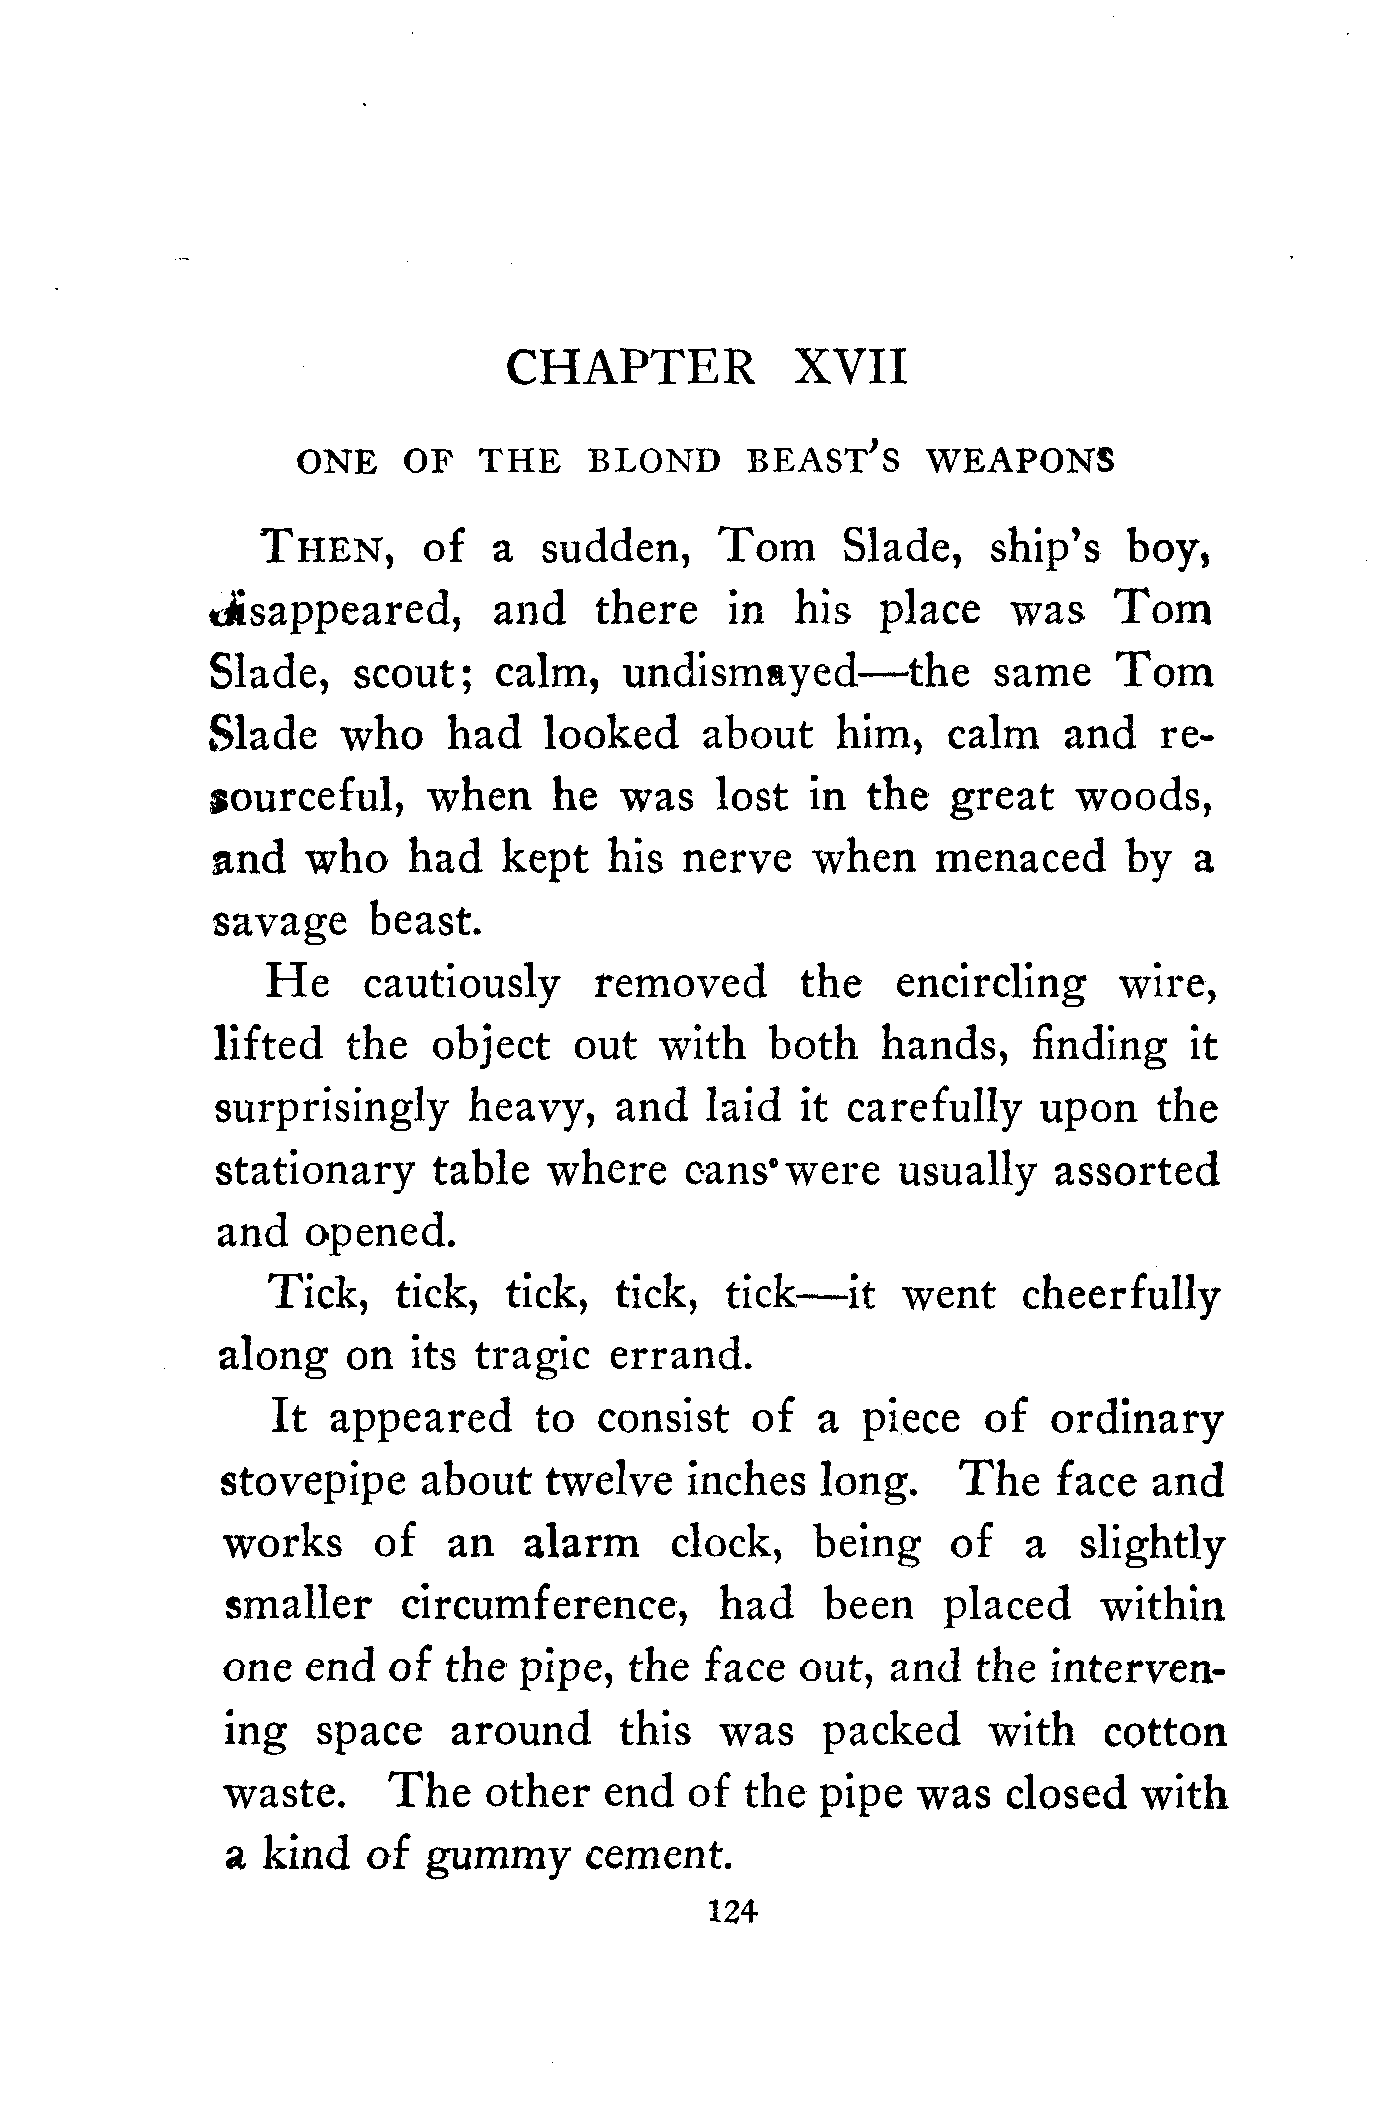 CHAPTER XVII
ONE OF THE BLOND BEAST'S WEAPONS
THEN, of a sudden, Tom Slade, ship's boy,
disappeared, and there in his place was Tom
Slade, scout; calm, undismayed—the same Tom
Slade who had looked about him, calm and re-
sourceful, when he was lost in the great woods,
and who had kept his nerve when menaced by a
savage beast.
He cautiously removed the encircling wire,
lifted the object out with both hands, finding it
surprisingly heavy, and laid it carefully upon the
stationary table where cans were usually assorted
and opened.
Tick, tick, tick, tick, tick—it went cheerfully
along on its tragic errand.
It appeared to consist of a piece of ordinary
stovepipe about twelve inches long. The face and
works of an alarm clock, being of a slightly
smaller circumference, had been placed within
one end of the pipe, the face out, and the interven-
ing space around this was packed with cotton
waste. The other end of the pipe was closed with
a kind of gummy cement.
124